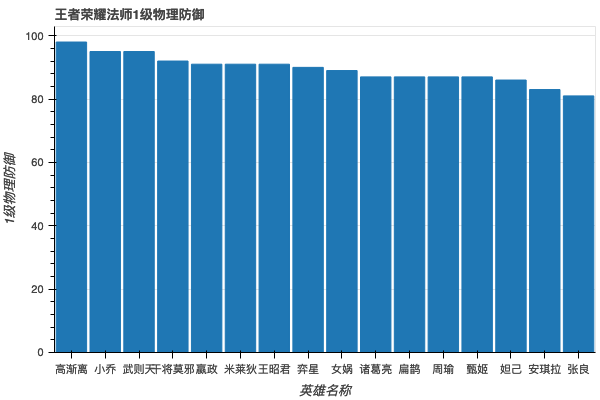 王者荣耀法师1级物理防御
1级物理防御
100
80
60
40
20
0
高渐离 小乔 武则天 干将莫邪 嬴政 米莱狄 王昭君 弈星 女娲 诸葛亮 扁鹊 周瑜 甄姬 妲己 安琪拉 张良
英雄名称